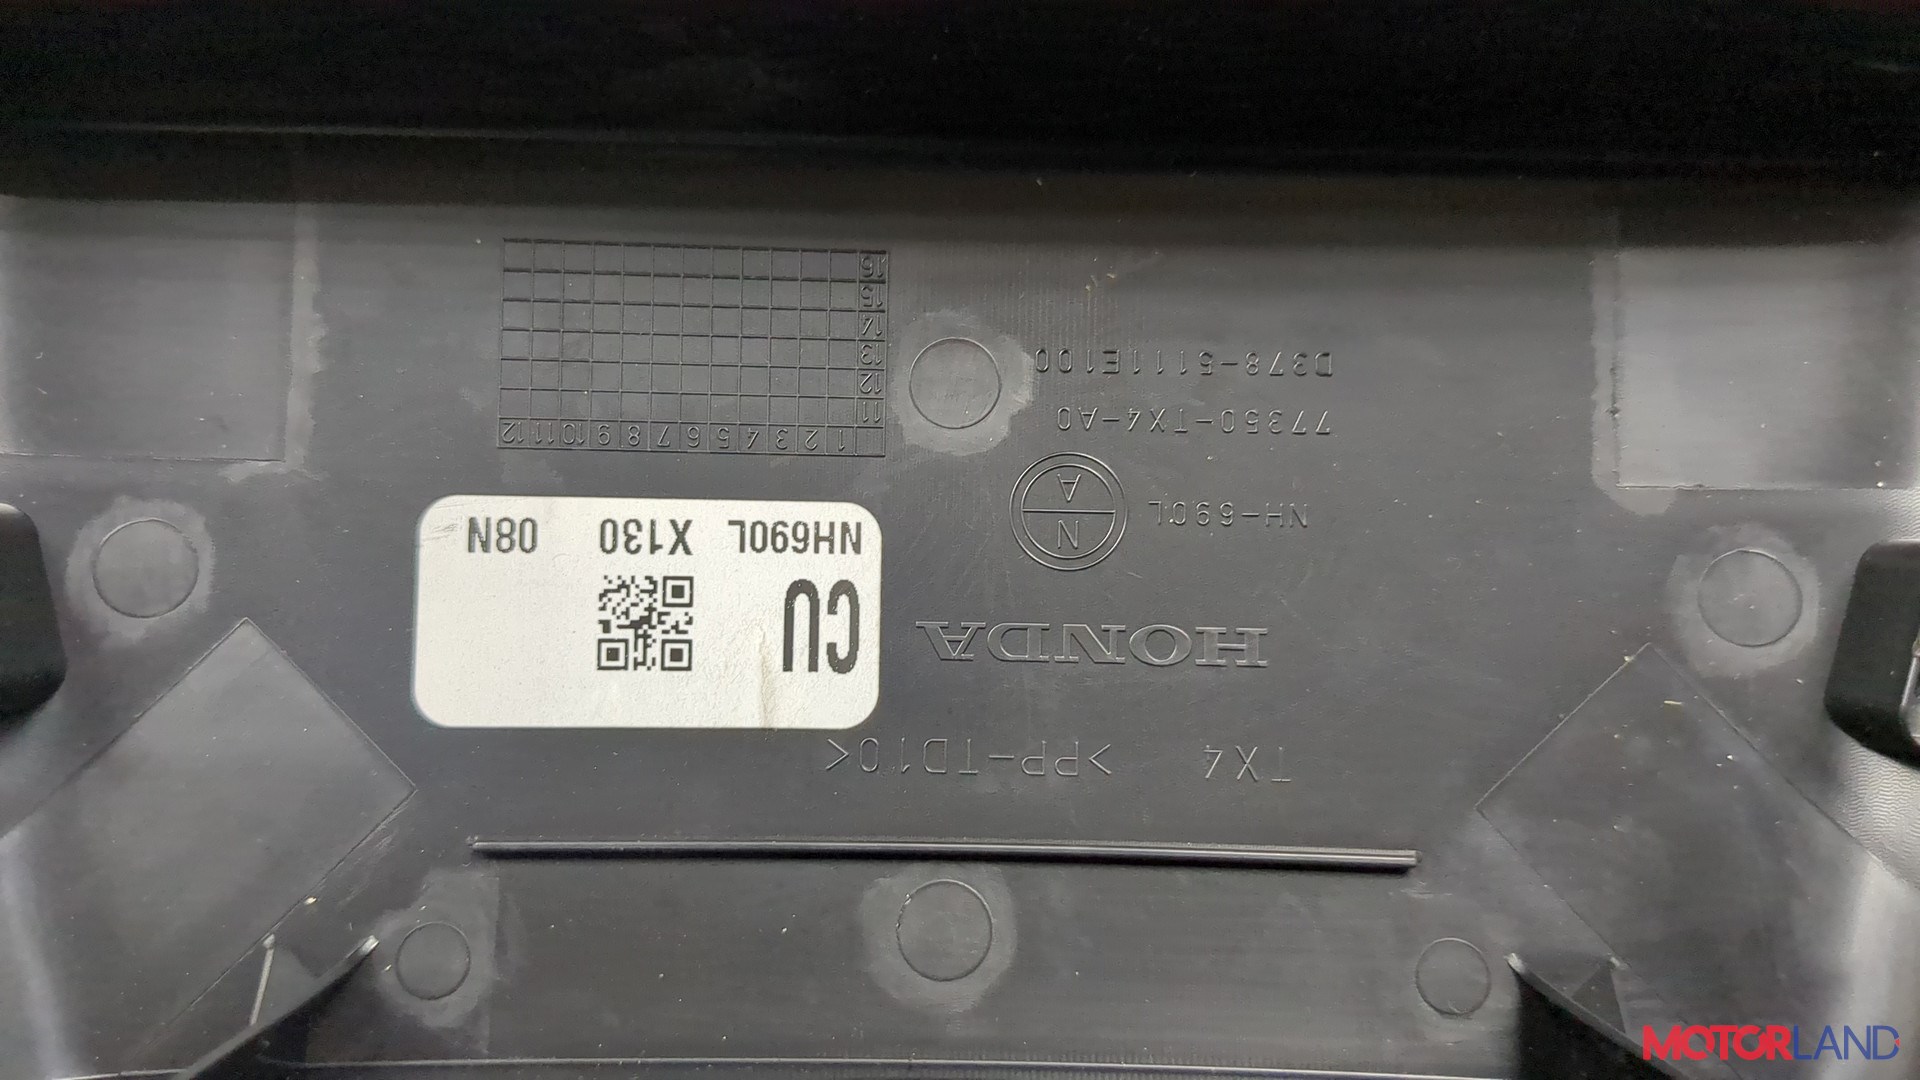 TX4 >PP-TD10<
HONDA
NH-690L
N
A
77350-TX4-A0
D378-5111E100
CU
NH690L X130 08N
1 2 3 4 5 6 7 8 9 10 11 12
11
12
13
14
15
16
MOTORLAND